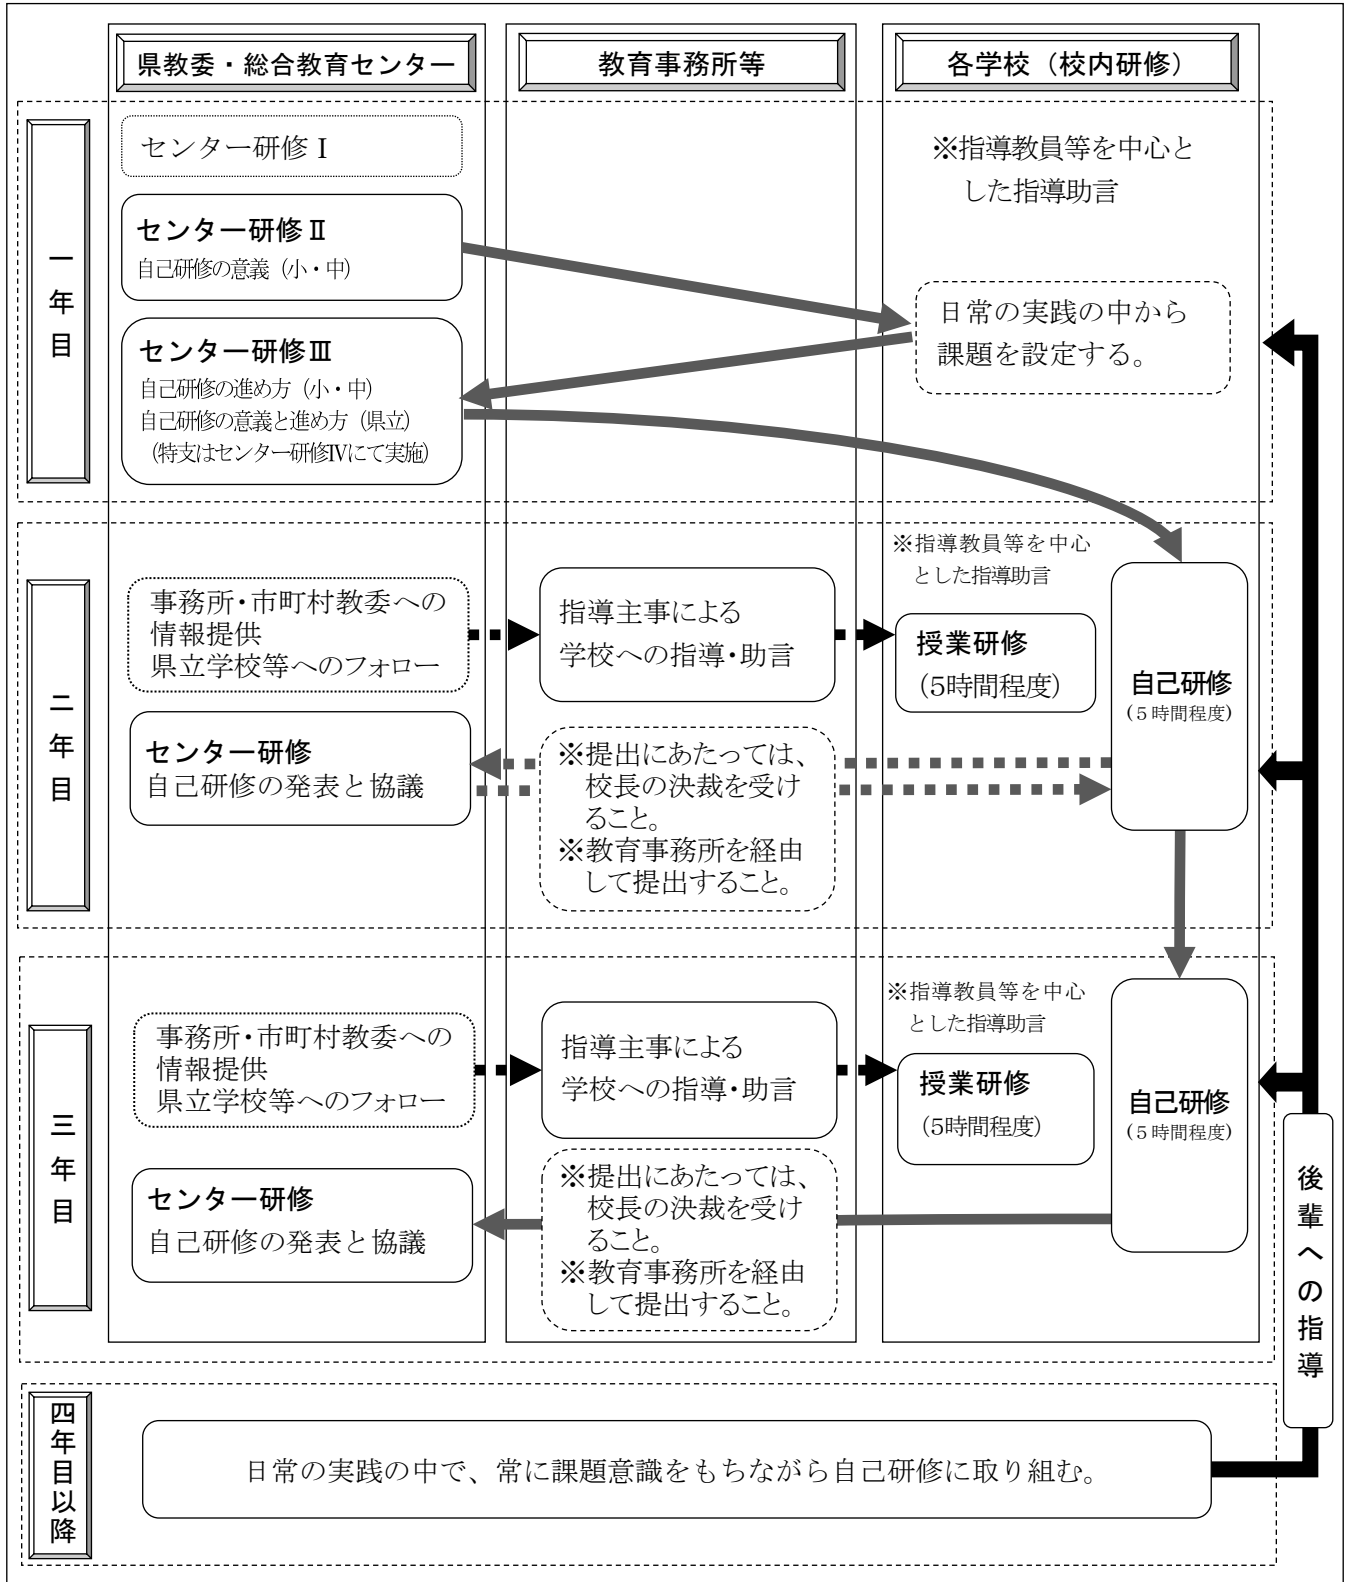 県教委・総合教育センター
教育事務所等
各学校（校内研修）
一年目
センター研修Ⅰ
センター研修Ⅱ
自己研修の意義（小・中）
センター研修Ⅲ
自己研修の進め方（小・中）
自己研修の意義と進め方（県立）
（特支はセンター研修Ⅳにて実施）
※指導教員等を中心と
した指導助言
日常の実践の中から
課題を設定する。
二年目
事務所・市町村教委への
情報提供
県立学校等へのフォロー
センター研修
自己研修の発表と協議
指導主事による
学校への指導・助言
※提出にあたっては、
校長の決裁を受け
ること。
※教育事務所を経由
して提出すること。
※指導教員等を中心
とした指導助言
授業研修
（5時間程度）
自己研修
（５時間程度）
三年目
事務所・市町村教委への
情報提供
県立学校等へのフォロー
センター研修
自己研修の発表と協議
指導主事による
学校への指導・助言
※提出にあたっては、
校長の決裁を受け
ること。
※教育事務所を経由
して提出すること。
※指導教員等を中心
とした指導助言
授業研修
（5時間程度）
自己研修
（５時間程度）
後輩への指導
四年目以降
日常の実践の中で、常に課題意識をもちながら自己研修に取り組む。